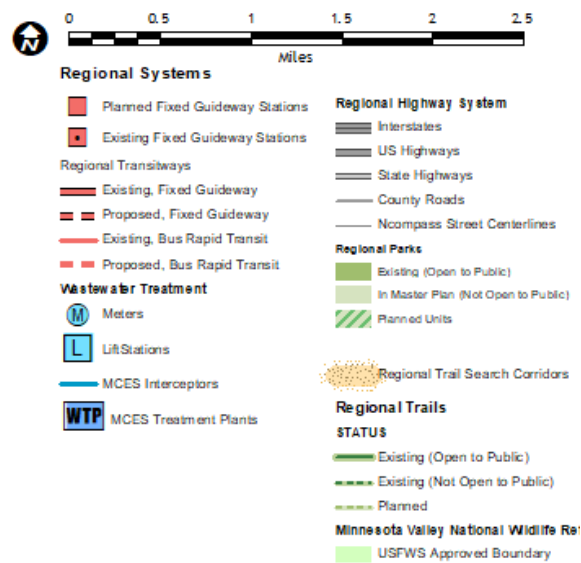 0 0.5 1 1.5 2 2.5
N
Miles
Regional Systems
Planned Fixed Guideway Stations
Existing Fixed Guideway Stations
Regional Transitways
Existing, Fixed Guideway
Proposed, Fixed Guideway
Existing, Bus Rapid Transit
Proposed, Bus Rapid Transit
Wastewater Treatment
M Meters
L LiftStations
MCES Interceptors
WTP MCES Treatment Plants
Regional Highway System
Interstates
US Highways
State Highways
County Roads
Ncompass Street Centerlines
Regional Parks
Existing (Open to Public)
In Master Plan (Not Open to Public)
Planned Units
Regional Trail Search Corridors
Regional Trails
STATUS
Existing (Open to Public)
Existing (Not Open to Public)
Planned
Minnesota Valley National Wildlife Ref
USFWS Approved Boundary